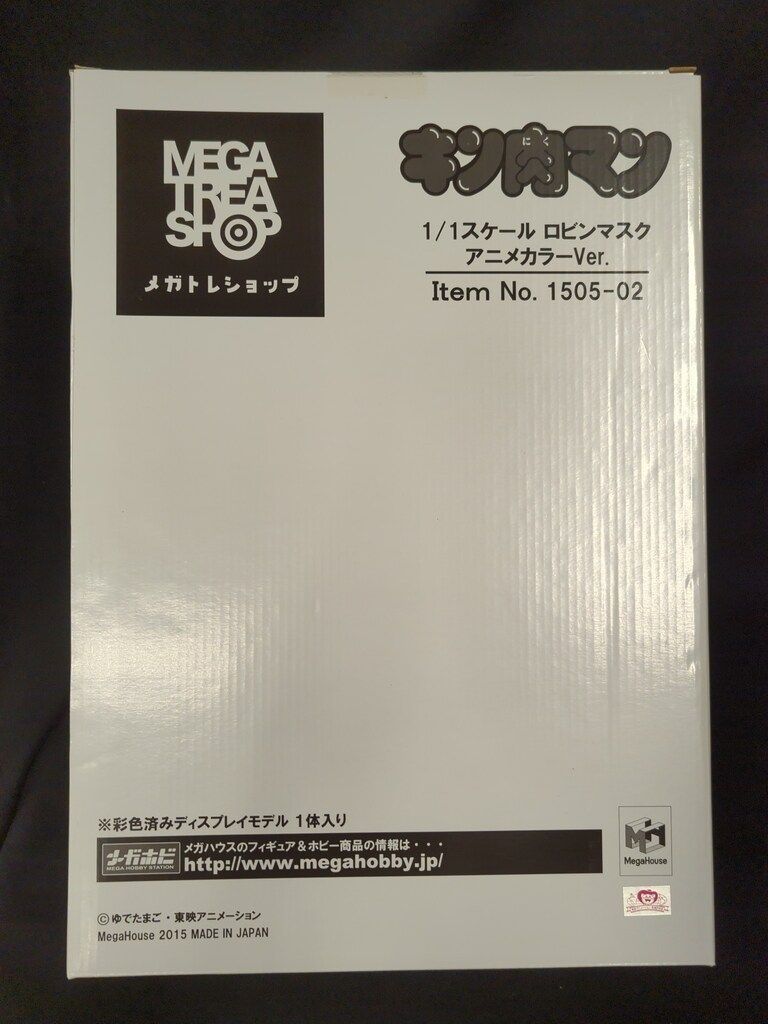 MEGA
TREA
SHOP
メガトレショップ
キン肉マン
にく
1/1スケール ロビンマスク
アニメカラーVer.
Item No. 1505-02
※彩色済みディスプレイモデル 1体入り
メガホビ
MEGA HOBBY STATION
メガハウスのフィギュア&ホビー商品の情報は・・・
http://www.megahobby.jp/
MegaHouse
©ゆでたまご・東映アニメーション
MegaHouse 2015 MADE IN JAPAN